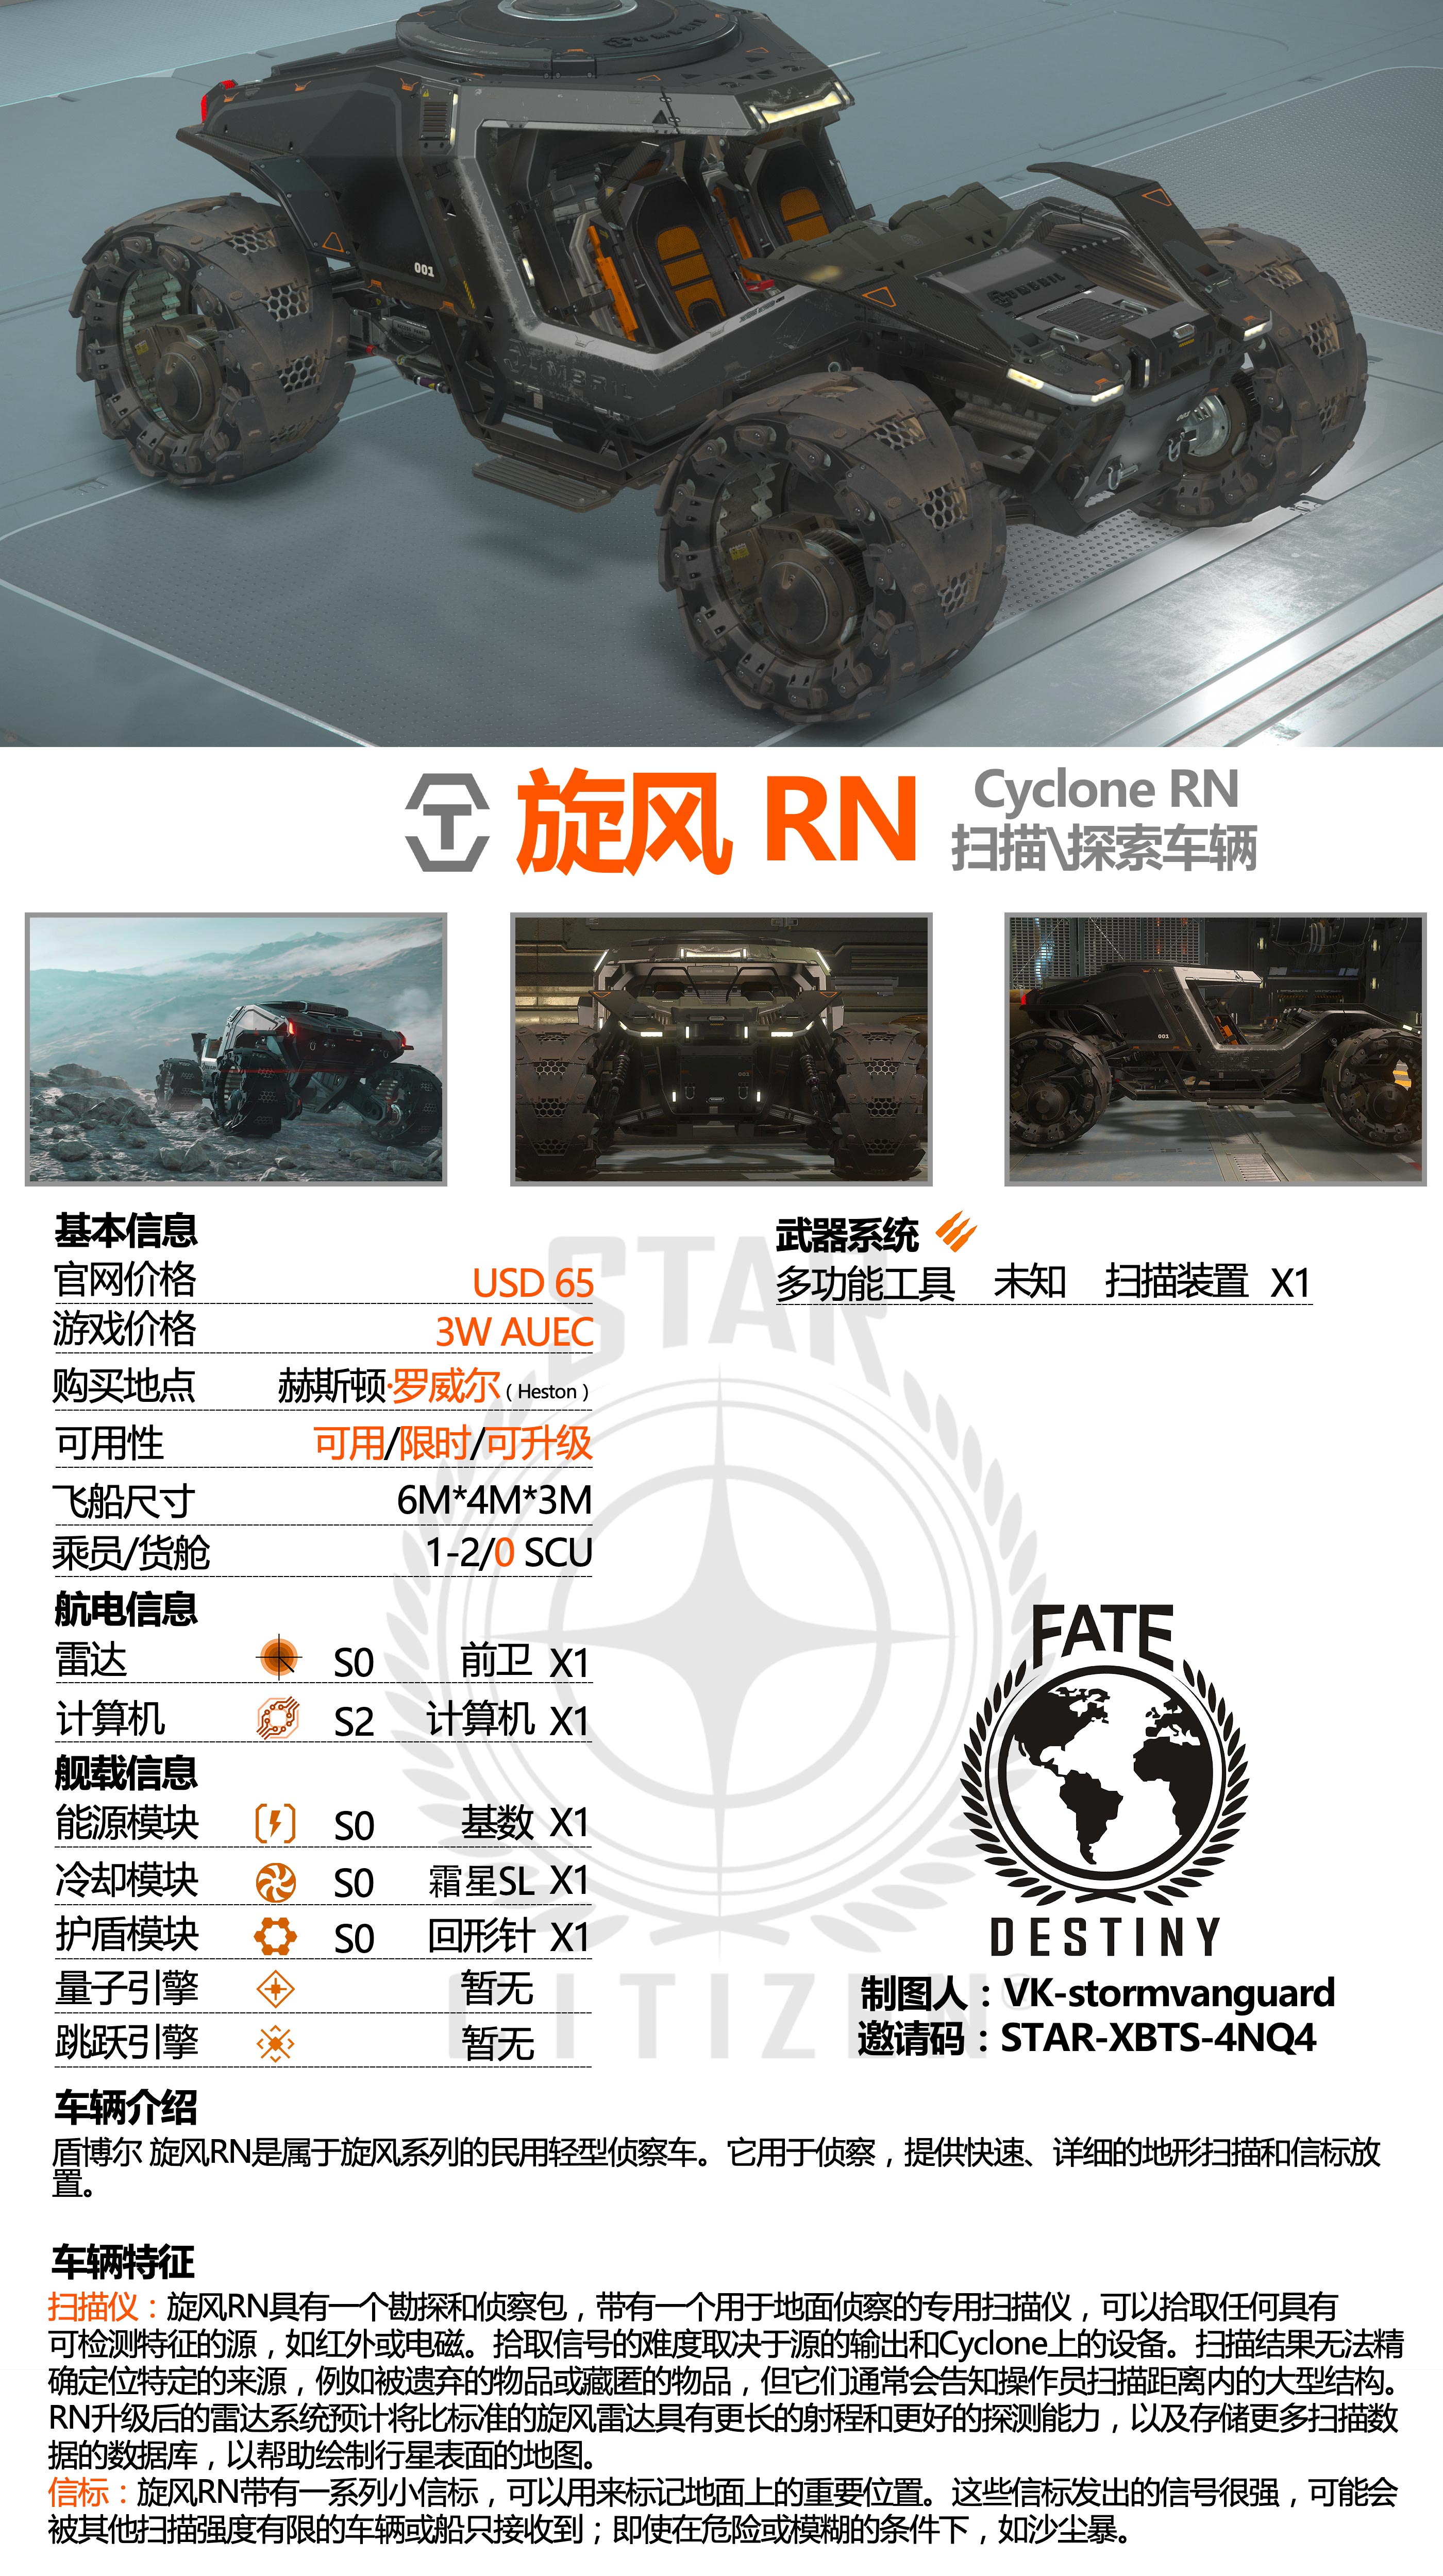 001
旋风 RN
Cyclone RN
扫描\探索车辆
001
基本信息
官网价格 USD 65
游戏价格 3W AUEC
购买地点 赫斯顿·罗威尔（Heston）
可用性 可用/限时/可升级
飞船尺寸 6M*4M*3M
乘员/货舱 1-2/0 SCU
武器系统
多功能工具 未知 扫描装置 X1
航电信息
雷达 S0 前卫 X1
计算机 S2 计算机 X1
舰载信息
能源模块 S0 基数 X1
冷却模块 S0 霜星SL X1
护盾模块 S0 回形针 X1
量子引擎 暂无
跳跃引擎 暂无
STAR
CITIZEN
FATE
DESTINY
制图人：VK-stormvanguard
邀请码：STAR-XBTS-4NQ4
车辆介绍
盾博尔 旋风RN是属于旋风系列的民用轻型侦察车。它用于侦察，提供快速、详细的地形扫描和信标放
置。
车辆特征
扫描仪：旋风RN具有一个勘探和侦察包，带有一个用于地面侦察的专用扫描仪，可以拾取任何具有
可检测特征的源，如红外或电磁。拾取信号的难度取决于源的输出和Cyclone上的设备。扫描结果无法精
确定位特定的来源，例如被遗弃的物品或藏匿的物品，但它们通常会告知操作员扫描距离内的大型结构。
RN升级后的雷达系统预计将比标准的旋风雷达具有更长的射程和更好的探测能力，以及存储更多扫描数
据的数据库，以帮助绘制行星表面的地图。
信标：旋风RN带有一系列小信标，可以用来标记地面上的重要位置。这些信标发出的信号很强，可能会
被其他扫描强度有限的车辆或船只接收到；即使在危险或模糊的条件下，如沙尘暴。